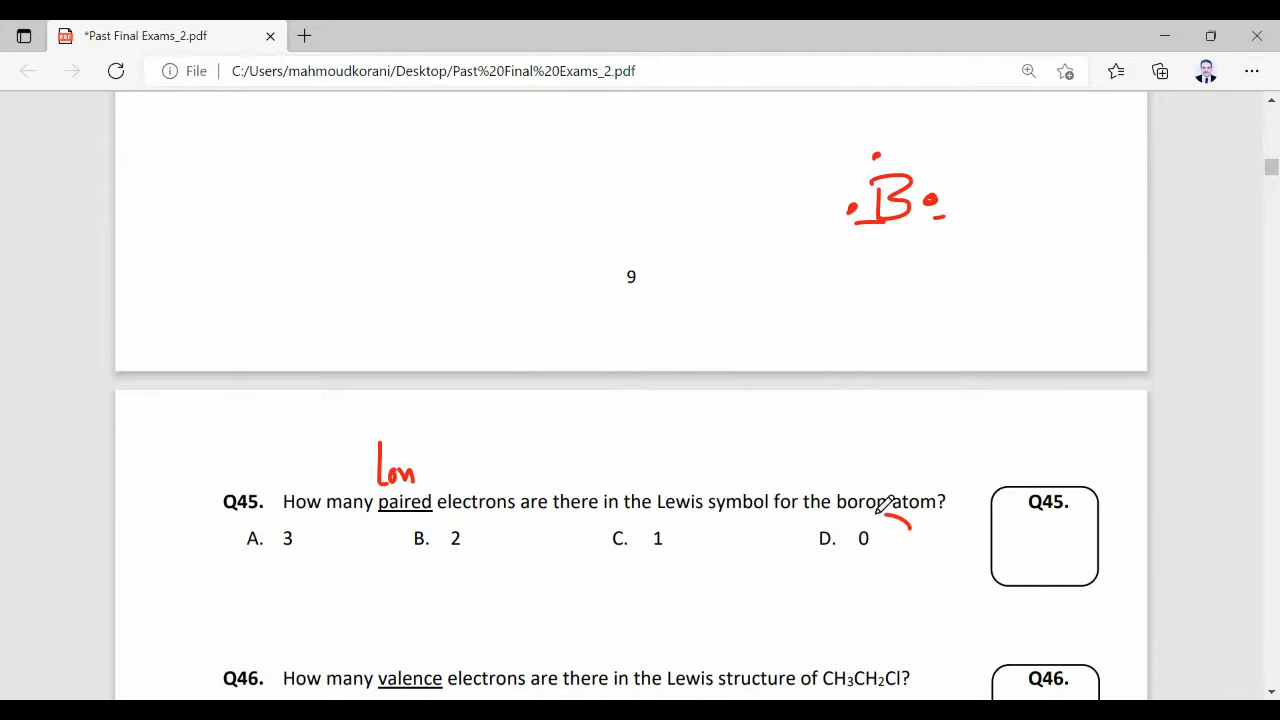 *Past Final Exams_2.pdf
File C:/Users/mahmoudkorani/Desktop/Past%20Final%20Exams_2.pdf
B
9
Lon
Q45. How many paired electrons are there in the Lewis symbol for the boron atom? Q45.
A. 3 B. 2 C. 1 D. 0
Q46. How many valence electrons are there in the Lewis structure of CH₃CH₂Cl? Q46.